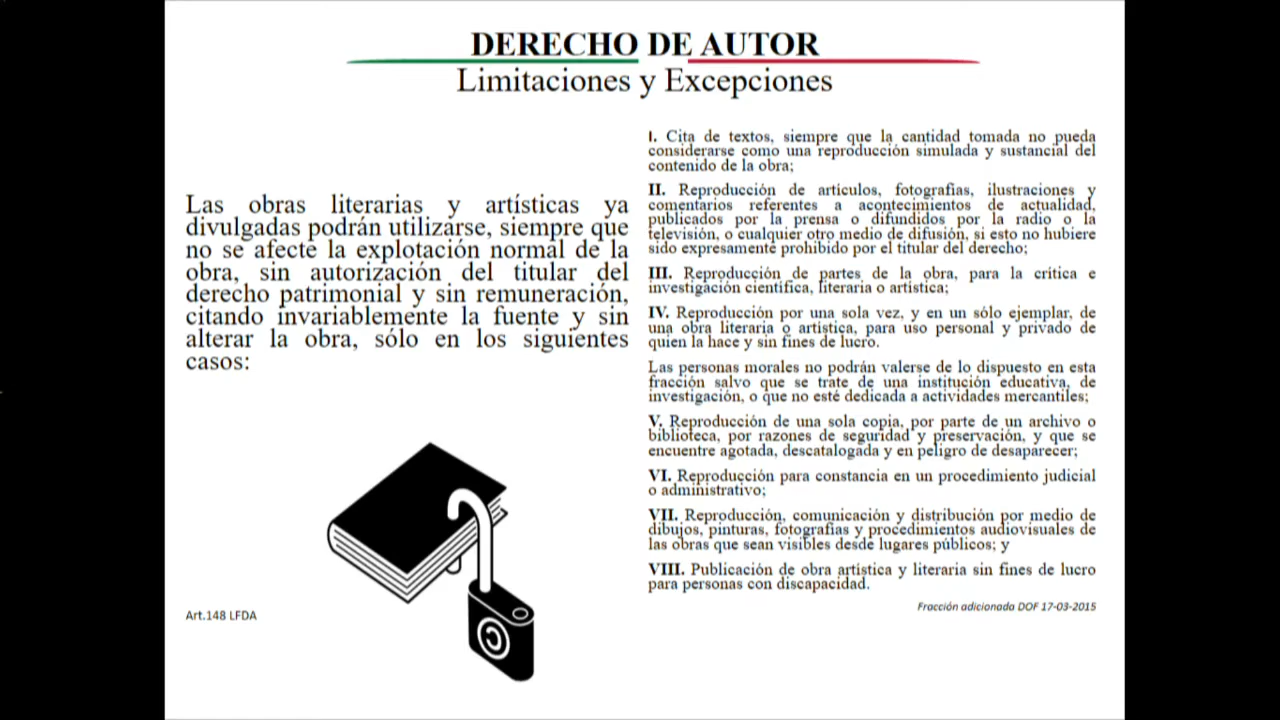 DERECHO DE AUTOR
Limitaciones y Excepciones
Las obras literarias y artísticas ya
divulgadas podrán utilizarse, siempre que
no se afecte la explotación normal de la
obra, sin autorización del titular del
derecho patrimonial y sin remuneración,
citando invariablemente la fuente y sin
alterar la obra, sólo en los siguientes
casos:
Art.148 LFDA
I. Cita de textos, siempre que la cantidad tomada no pueda
considerarse como una reproducción simulada y sustancial del
contenido de la obra;
II. Reproducción de artículos, fotografías, ilustraciones y
comentarios referentes a acontecimientos de actualidad,
publicados por la prensa o difundidos por la radio o la
televisión, o cualquier otro medio de difusión, si esto no hubiere
sido expresamente prohibido por el titular del derecho;
III. Reproducción de partes de la obra, para la crítica e
investigación científica, literaria o artística;
IV. Reproducción por una sola vez, y en un sólo ejemplar, de
una obra literaria o artística, para uso personal y privado de
quien la hace y sin fines de lucro.
Las personas morales no podrán valerse de lo dispuesto en esta
fracción salvo que se trate de una institución educativa, de
investigación, o que no esté dedicada a actividades mercantiles;
V. Reproducción de una sola copia, por parte de un archivo o
biblioteca, por razones de seguridad y preservación, y que se
encuentre agotada, descatalogada y en peligro de desaparecer;
VI. Reproducción para constancia en un procedimiento judicial
o administrativo;
VII. Reproducción, comunicación y distribución por medio de
dibujos, pinturas, fotografías y procedimientos audiovisuales de
las obras que sean visibles desde lugares públicos; y
VIII. Publicación de obra artística y literaria sin fines de lucro
para personas con discapacidad.
Fracción adicionada DOF 17-03-2015